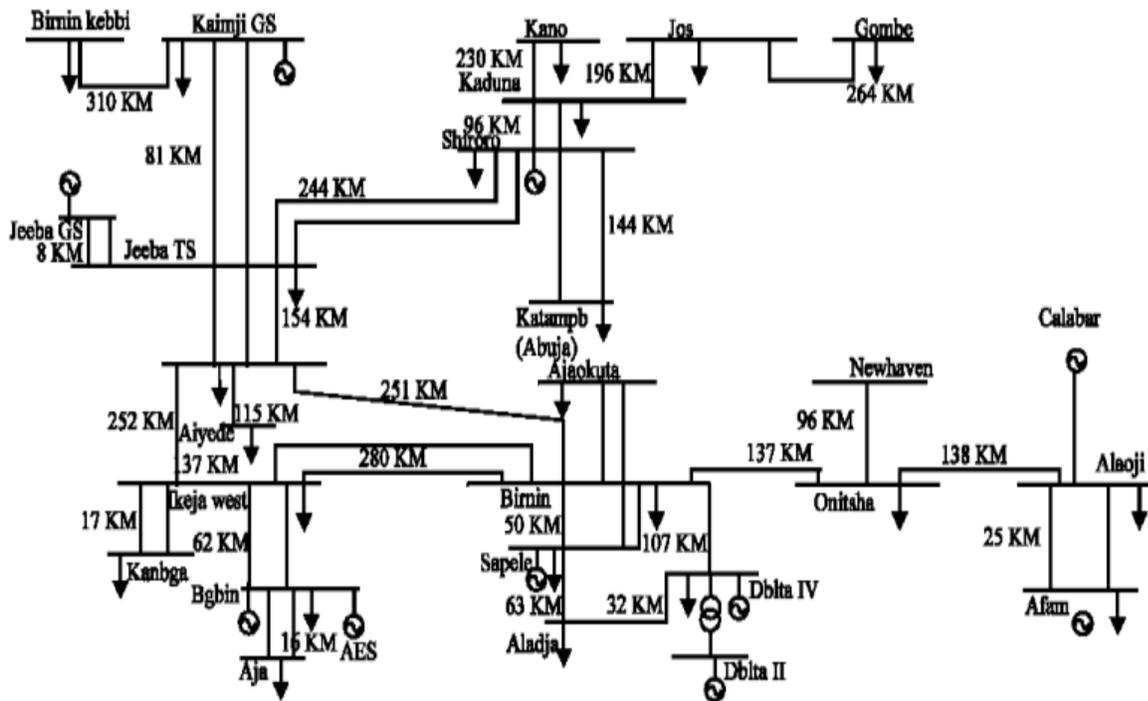 Birnin kebbi
Kaimji GS
Kano
Jos
Gombe
230 KM
196 KM
Kaduna
310 KM
264 KM
96 KM
Shiroro
81 KM
244 KM
144 KM
Jeeba GS
8 KM
Jeeba TS
154 KM
Katampb
(Abuja)
Calabar
Ajaokuta
Newhaven
251 KM
252 KM
115 KM
Aiyede
96 KM
137 KM
280 KM
137 KM
138 KM
Alaoji
Ikeja west
Birnin
Onitsha
17 KM
62 KM
50 KM
107 KM
25 KM
Kanbga
Sapele
Bgbin
63 KM
32 KM
Dblta IV
Afam
16 KM
AES
Aladja
Aja
Dblta II